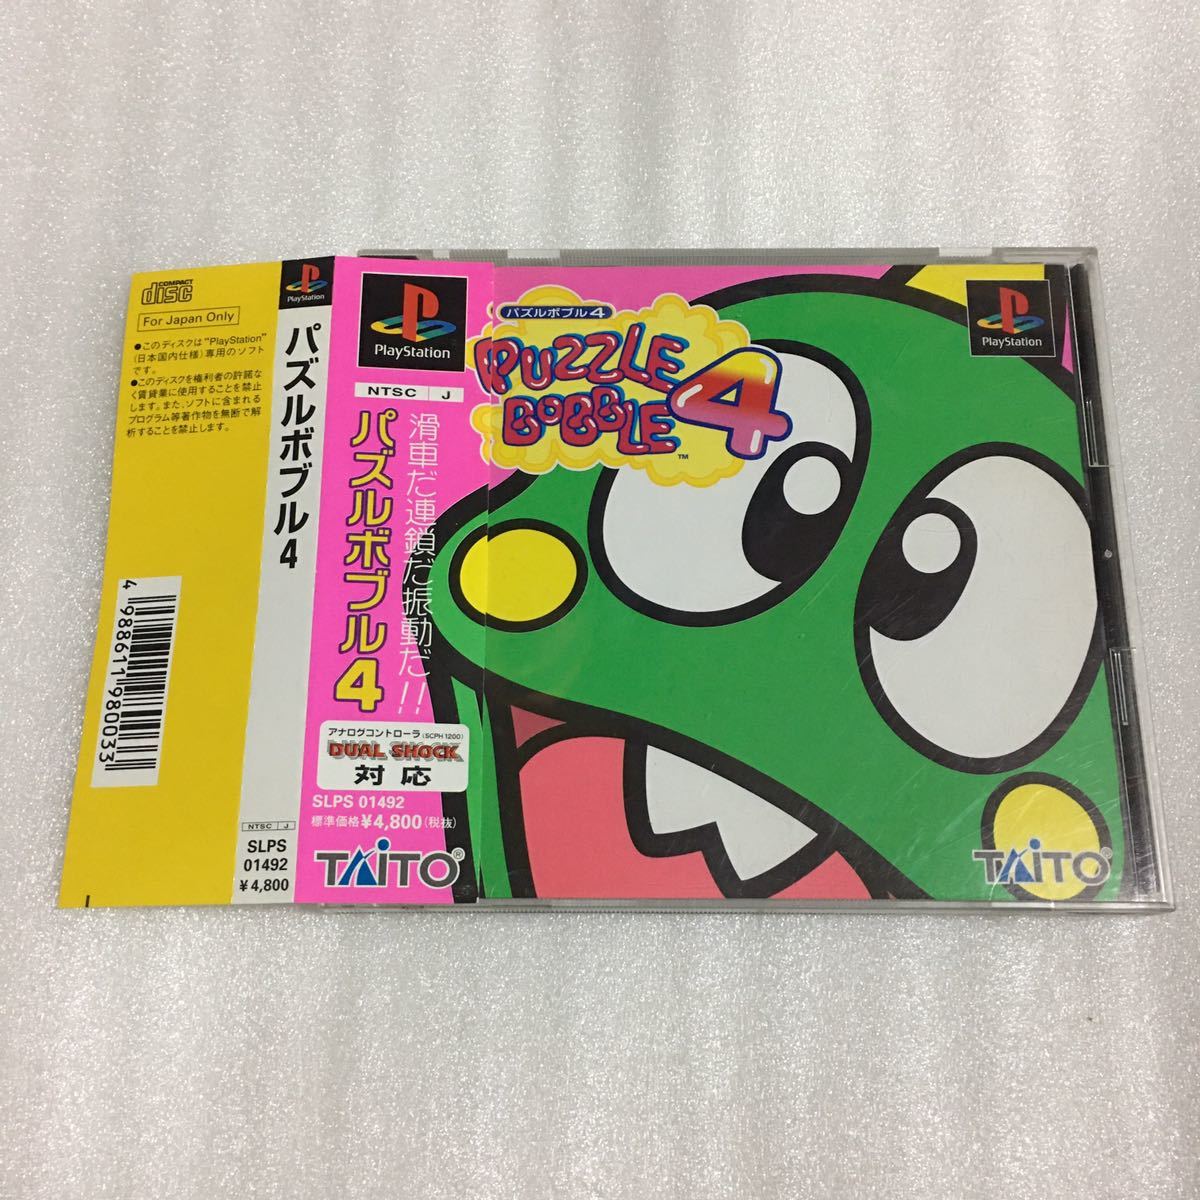 COMPACT
disc
For Japan Only
●このディスクは"PlayStation"
(日本国内仕様)専用のソフト
です。
●このディスクを権利者の許諾な
く賃貸業に使用することを禁止
します。また、ソフトに含まれる
プログラム等著作物を無断で解
析することを禁止します。
4 988611 980033
PlayStation
パズルボブル4
NTSC J
SLPS
01492
¥4,800
PlayStation
NTSC J
滑車だ連鎖だ振動だ!!
パズルボブル4
アナログコントローラ(SCPH1200)
DUAL SHOCK
対応
SLPS 01492
標準価格¥4,800(税抜)
TAITO®
パズルボブル4
PUZZLE
BOBBLE 4
™
PlayStation
TAITO®